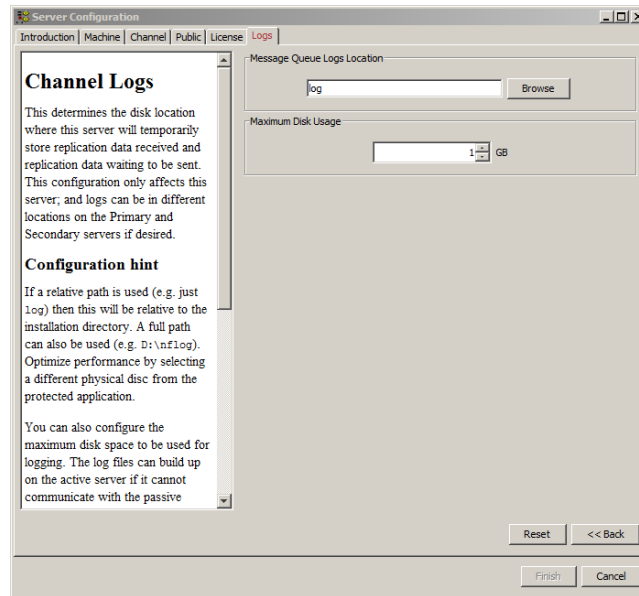 Server Configuration
Introduction Machine Channel Public License Logs
Channel Logs
This determines the disk location
where this server will temporarily
store replication data received and
replication data waiting to be sent.
This configuration only affects this
server; and logs can be in different
locations on the Primary and
Secondary servers if desired.
Configuration hint
If a relative path is used (e.g. just
log) then this will be relative to the
installation directory. A full path
can also be used (e.g. D:\nflog).
Optimize performance by selecting
a different physical disc from the
protected application.
You can also configure the
maximum disk space to be used for
logging. The log files can build up
on the active server if it cannot
communicate with the passive
Message Queue Logs Location
log Browse
Maximum Disk Usage
1 GB
Reset << Back
Finish Cancel